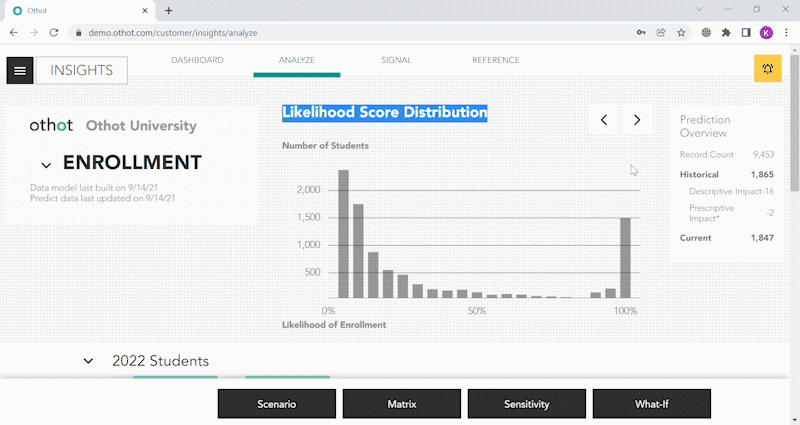 Othot
demo.othot.com/customer/insights/analyze
K
INSIGHTS
DASHBOARD
ANALYZE
SIGNAL
REFERENCE
othot Othot University
ENROLLMENT
Data model last built on 9/14/21
Predict data last updated on 9/14/21
Likelihood Score Distribution
Number of Students
2,000
1,500
1,000
500
0%
50%
100%
Likelihood of Enrollment
Prediction
Overview
Record Count 9,453
Historical 1,865
Descriptive Impact -16
Prescriptive
Impact* -2
Current 1,847
2022 Students
Scenario
Matrix
Sensitivity
What-If